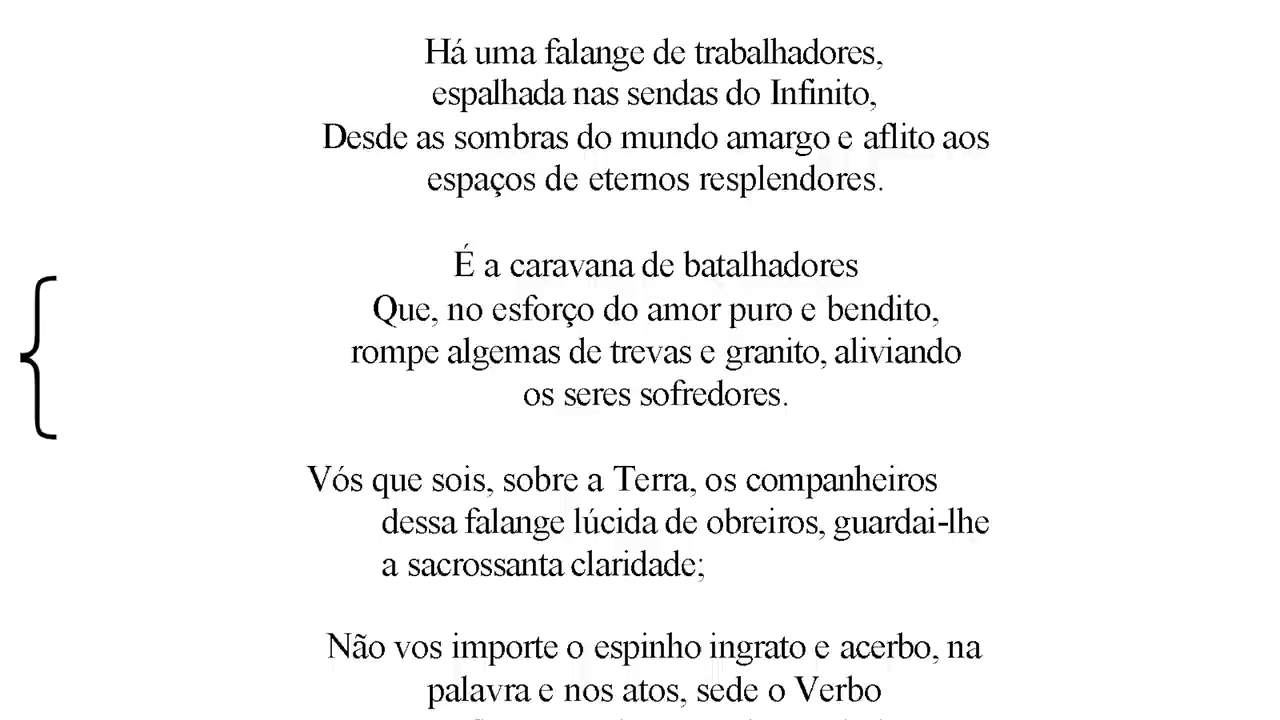 Há uma falange de trabalhadores,
espalhada nas sendas do Infinito,
Desde as sombras do mundo amargo e aflito aos
espaços de eternos resplendores.
É a caravana de batalhadores
Que, no esforço do amor puro e bendito,
rompe algemas de trevas e granito, aliviando
os seres sofredores.
Vós que sois, sobre a Terra, os companheiros
dessa falange lúcida de obreiros, guardai-lhe
a sacrossanta claridade;
Não vos importe o espinho ingrato e acerbo, na
palavra e nos atos, sede o Verbo